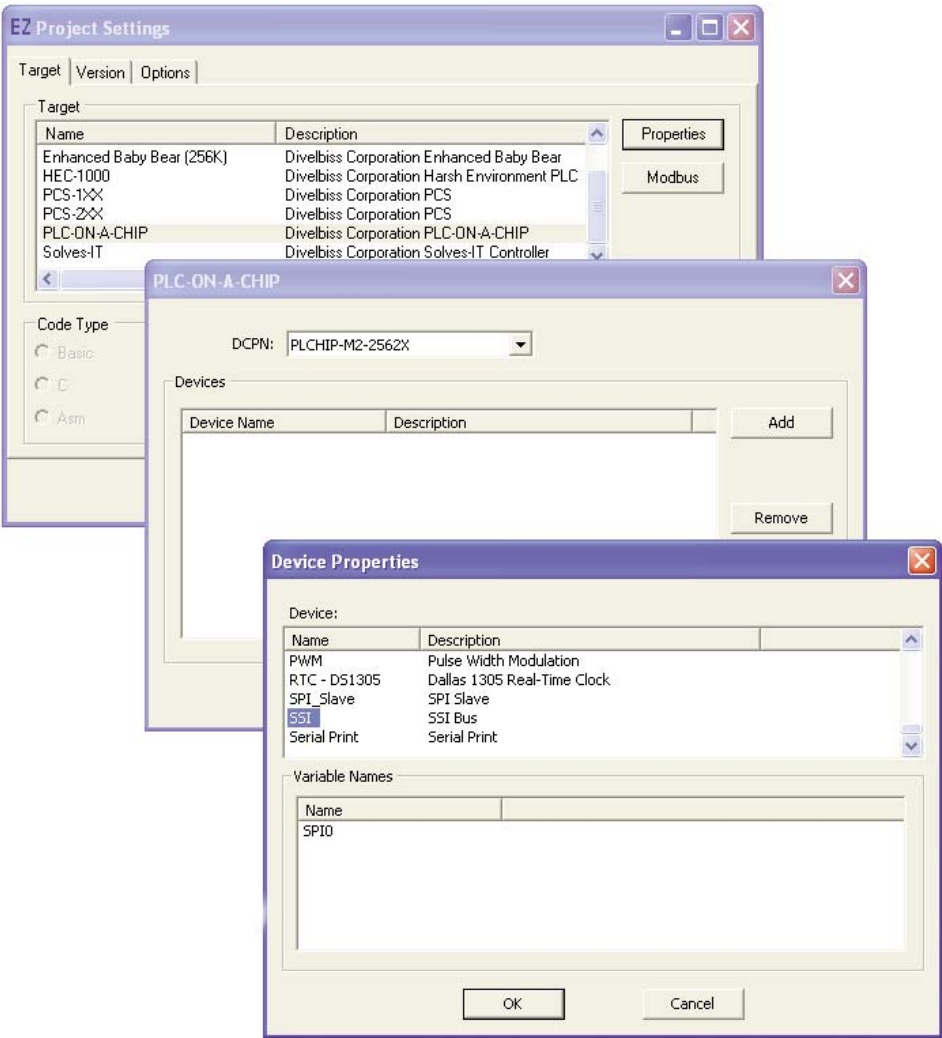 EZ Project Settings
Target Version Options
Target
Name Description
Enhanced Baby Bear (256K) Divelbiss Corporation Enhanced Baby Bear
HEC-1000 Divelbiss Corporation Harsh Environment PLC
PCS-1XX Divelbiss Corporation PCS
PCS-2XX Divelbiss Corporation PCS
PLC-ON-A-CHIP Divelbiss Corporation PLC-ON-A-CHIP
Solves-IT Divelbiss Corporation Solves-IT Controller
Properties
Modbus
Code Type
Basic
C
Asm
PLC-ON-A-CHIP
DCPN: PLCHIP-M2-2562X
Devices
Device Name Description
Add
Remove
Device Properties
Device:
Name Description
PWM Pulse Width Modulation
RTC - DS1305 Dallas 1305 Real-Time Clock
SPI_Slave SPI Slave
SSI SSI Bus
Serial Print Serial Print
Variable Names
Name
SPI0
OK Cancel